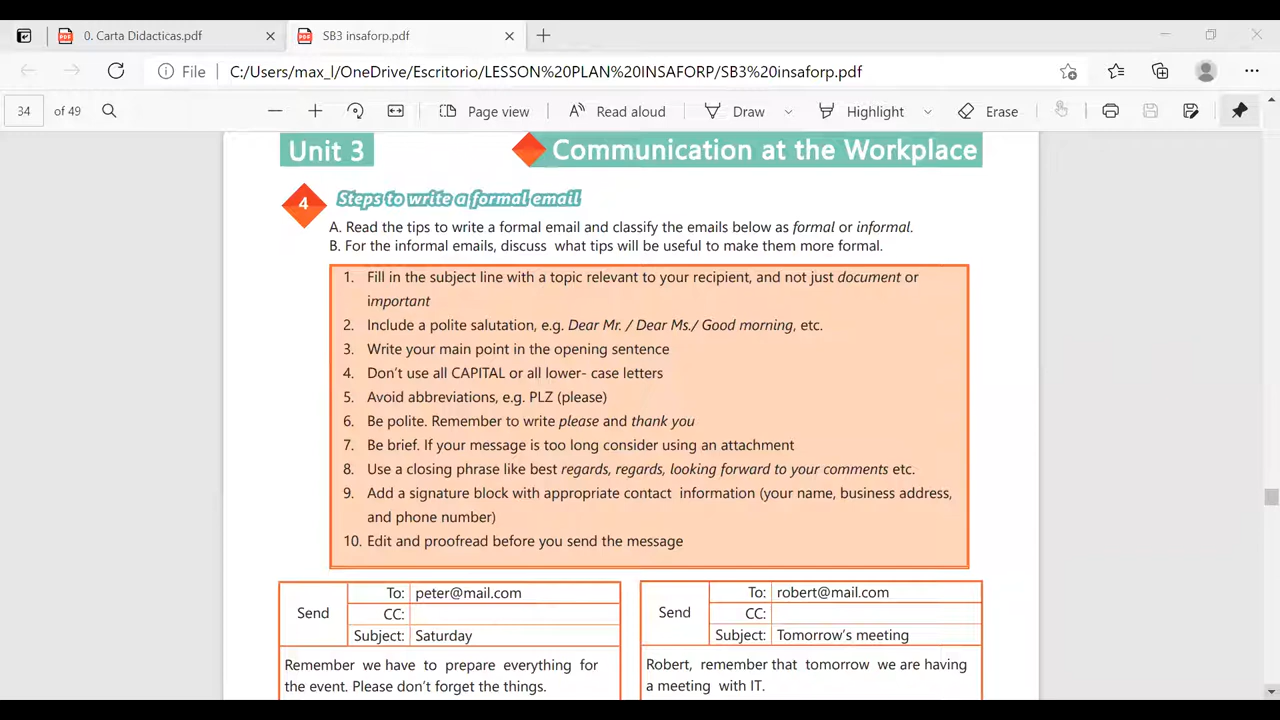 0. Carta Didacticas.pdf
SB3 insaforp.pdf
File
C:/Users/max_l/OneDrive/Escritorio/LESSON%20PLAN%20INSAFORP/SB3%20insaforp.pdf
34 of 49
Page view
Read aloud
Draw
Highlight
Erase
Unit 3
Communication at the Workplace
4 Steps to write a formal email
A. Read the tips to write a formal email and classify the emails below as formal or informal.
B. For the informal emails, discuss what tips will be useful to make them more formal.
1. Fill in the subject line with a topic relevant to your recipient, and not just document or
important
2. Include a polite salutation, e.g. Dear Mr. / Dear Ms./ Good morning, etc.
3. Write your main point in the opening sentence
4. Don't use all CAPITAL or all lower- case letters
5. Avoid abbreviations, e.g. PLZ (please)
6. Be polite. Remember to write please and thank you
7. Be brief. If your message is too long consider using an attachment
8. Use a closing phrase like best regards, regards, looking forward to your comments etc.
9. Add a signature block with appropriate contact information (your name, business address,
and phone number)
10. Edit and proofread before you send the message
Send
To: peter@mail.com
CC:
Subject: Saturday
Remember we have to prepare everything for
the event. Please don't forget the things.
Send
To: robert@mail.com
CC:
Subject: Tomorrow's meeting
Robert, remember that tomorrow we are having
a meeting with IT.